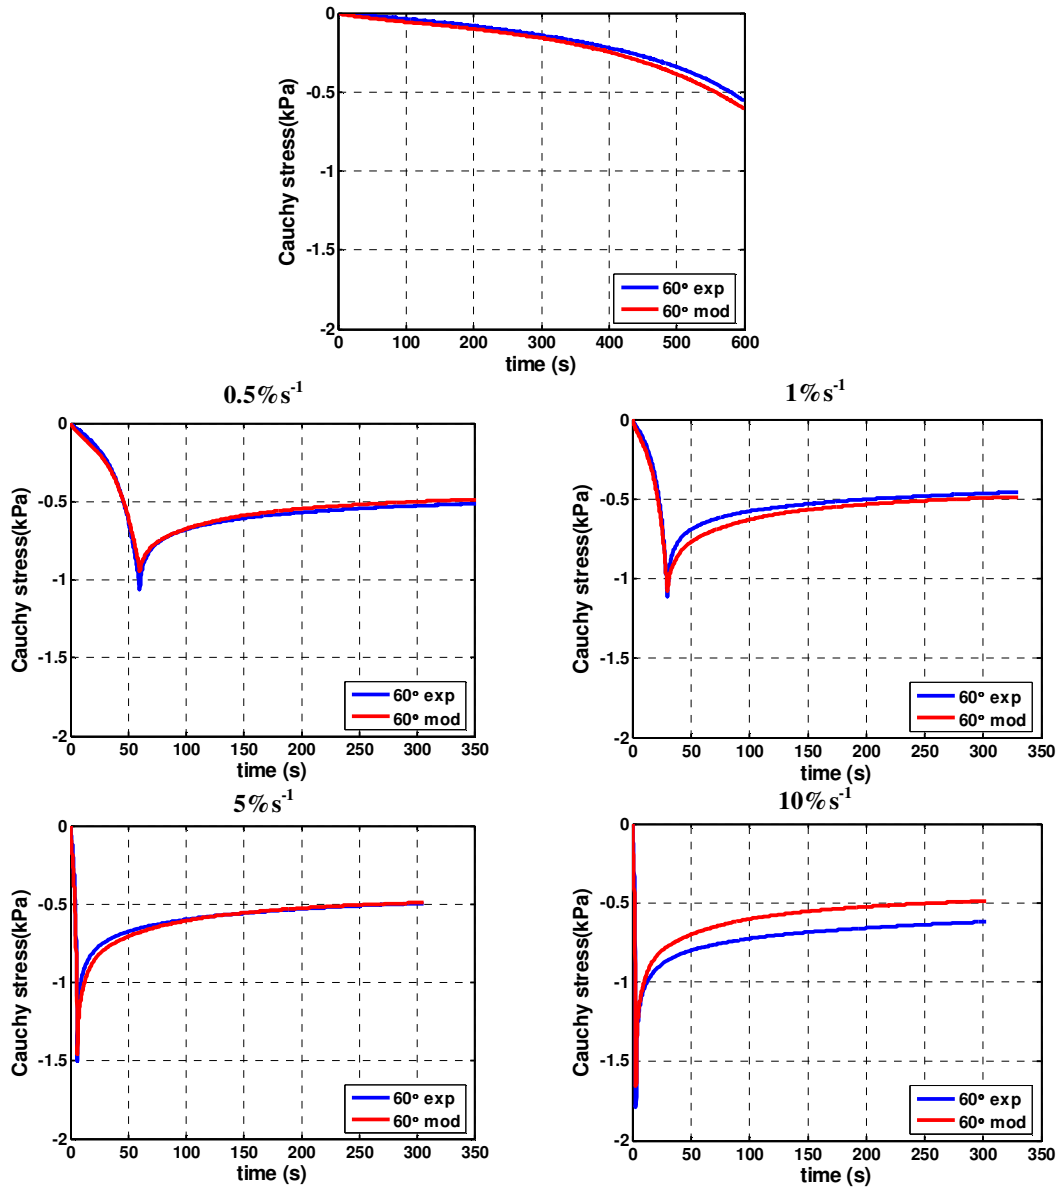 0
-0.5
-1
-1.5
-2
Cauchy stress(kPa)
60° exp
60° mod
0 100 200 300 400 500 600
time (s)
0.5%s-1
0
-0.5
-1
-1.5
-2
Cauchy stress(kPa)
60° exp
60° mod
0 50 100 150 200 250 300 350
time (s)
1%s-1
0
-0.5
-1
-1.5
-2
Cauchy stress(kPa)
60° exp
60° mod
0 50 100 150 200 250 300 350
time (s)
5%s-1
0
-0.5
-1
-1.5
-2
Cauchy stress(kPa)
60° exp
60° mod
0 50 100 150 200 250 300 350
time (s)
10%s-1
0
-0.5
-1
-1.5
-2
Cauchy stress(kPa)
60° exp
60° mod
0 50 100 150 200 250 300 350
time (s)